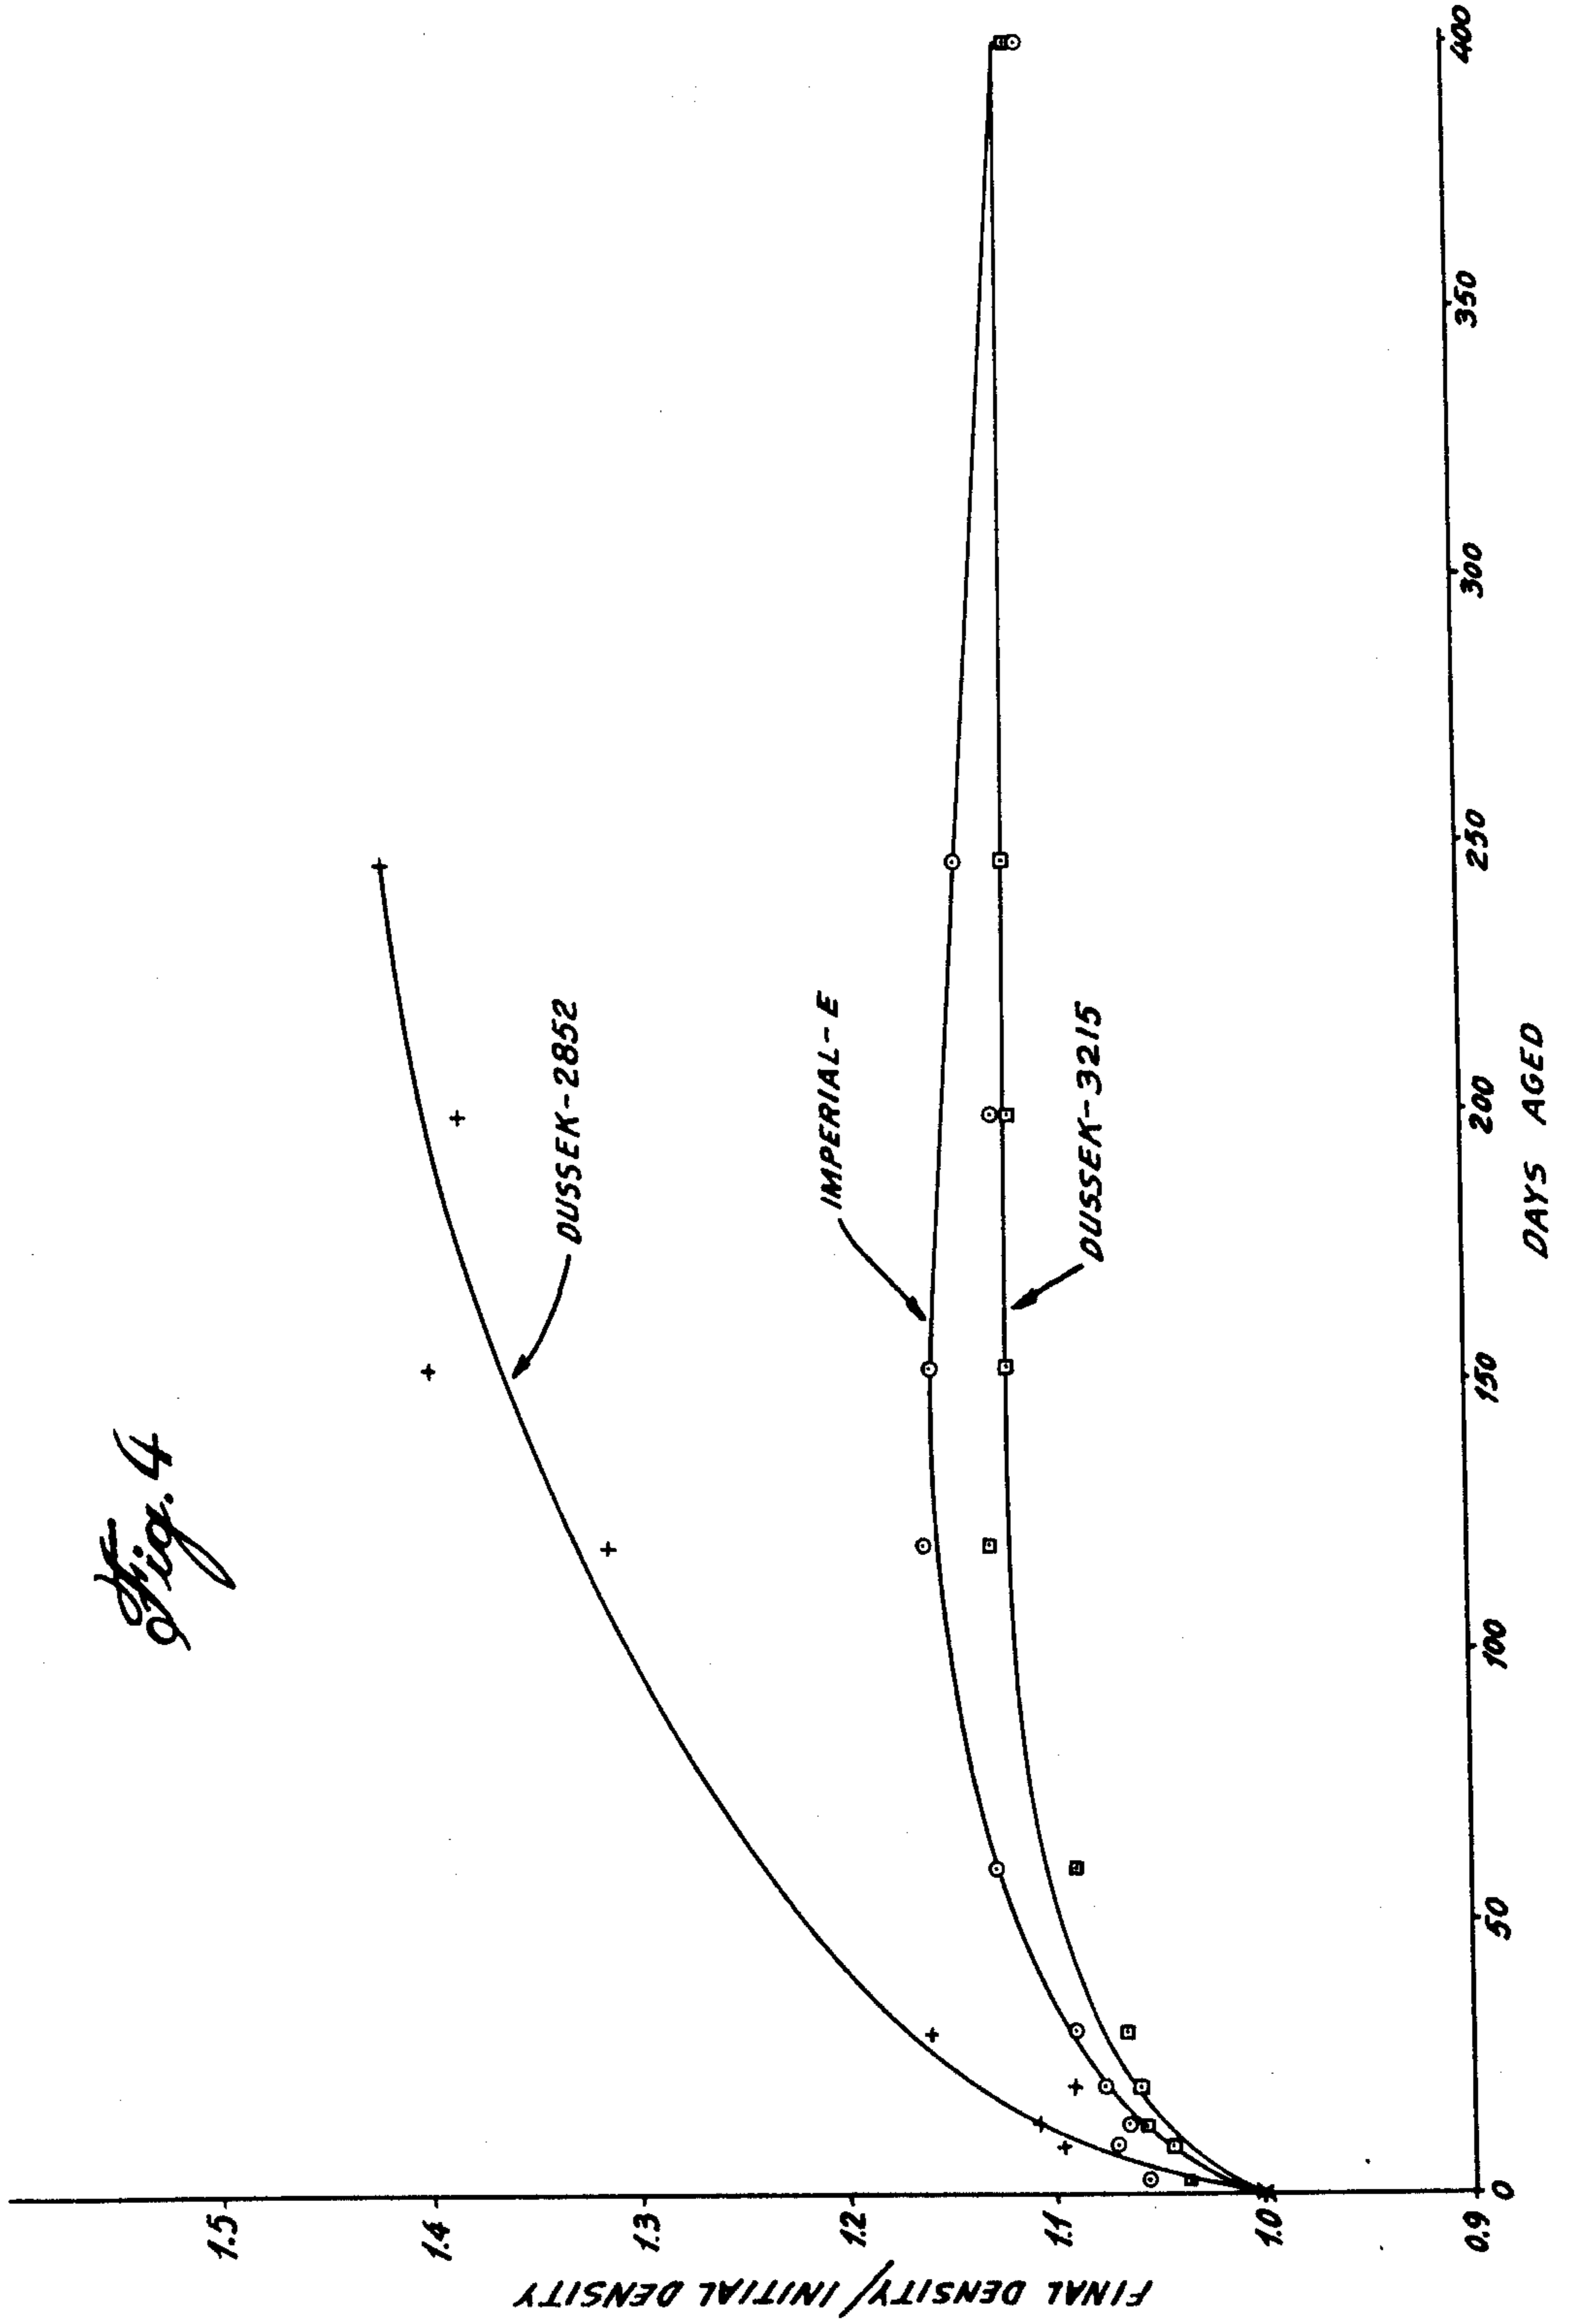 Fig. 4
FINAL DENSITY/INITIAL DENSITY
1.5
1.4
1.3
1.2
1.1
1.0
0.9
DUSSEK-2852
IMPERIAL-E
DUSSEK-3215
0
50
100
150
200
250
300
350
400
DAYS AGED